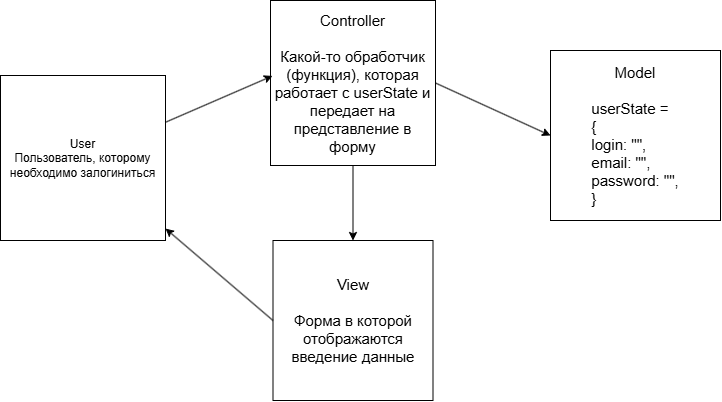 User
Пользователь, которому
необходимо залогиниться
Controller
Какой-то обработчик
(функция), которая
работает с userState и
передает на
представление в
форму
Model
userState =
{
login: "",
email: "",
password: "",
}
View
Форма в которой
отображаются
введение данные